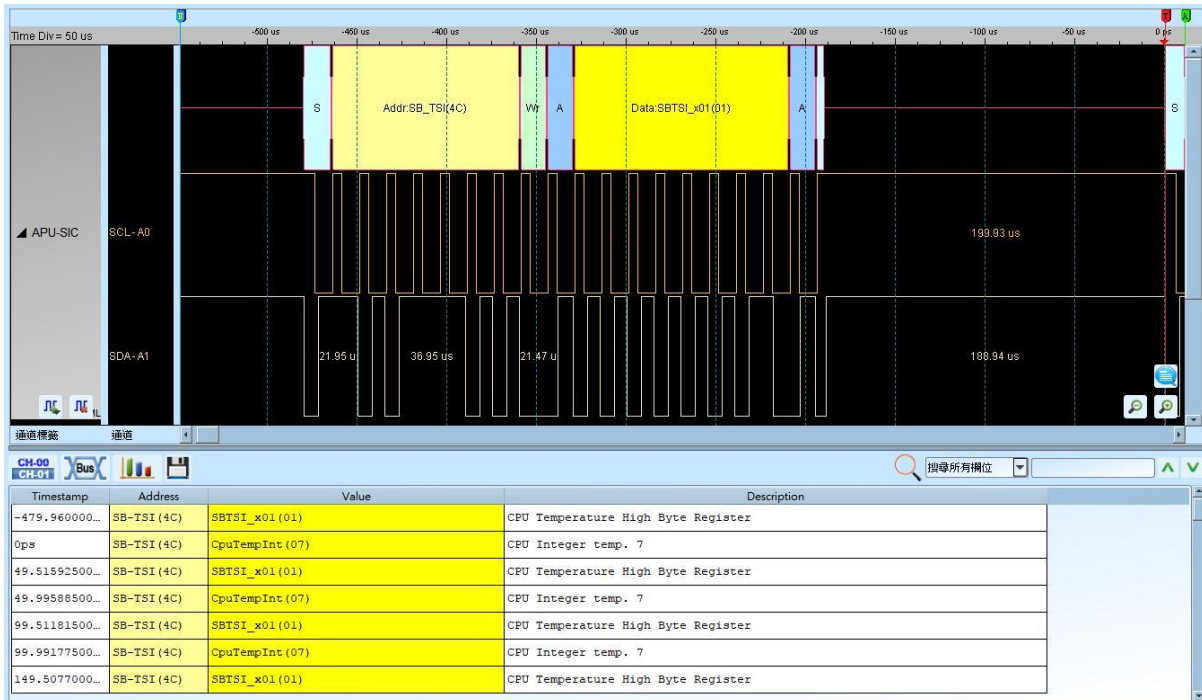 E T A
Time Div = 50 us -500 us -450 us -400 us -350 us -300 us -250 us -200 us -150 us -100 us -50 us 0 ps
S Addr:SB_TSI(4C) Wr A Data:SBTSI_x01(01) A S
APU-SIC SCL-A0 199.93 us
SDA-A1 21.95 u 36.95 us 21.47 u 188.94 us
通道標籤 通道
CH-00 CH-01 Bus 搜尋所有欄位
Timestamp Address Value Description
-479.960000... SB-TSI(4C) SBTSI_x01(01) CPU Temperature High Byte Register
0ps SB-TSI(4C) CpuTempInt(07) CPU Integer temp. 7
49.51592500... SB-TSI(4C) SBTSI_x01(01) CPU Temperature High Byte Register
49.99588500... SB-TSI(4C) CpuTempInt(07) CPU Integer temp. 7
99.51181500... SB-TSI(4C) SBTSI_x01(01) CPU Temperature High Byte Register
99.99177500... SB-TSI(4C) CpuTempInt(07) CPU Integer temp. 7
149.5077000... SB-TSI(4C) SBTSI_x01(01) CPU Temperature High Byte Register